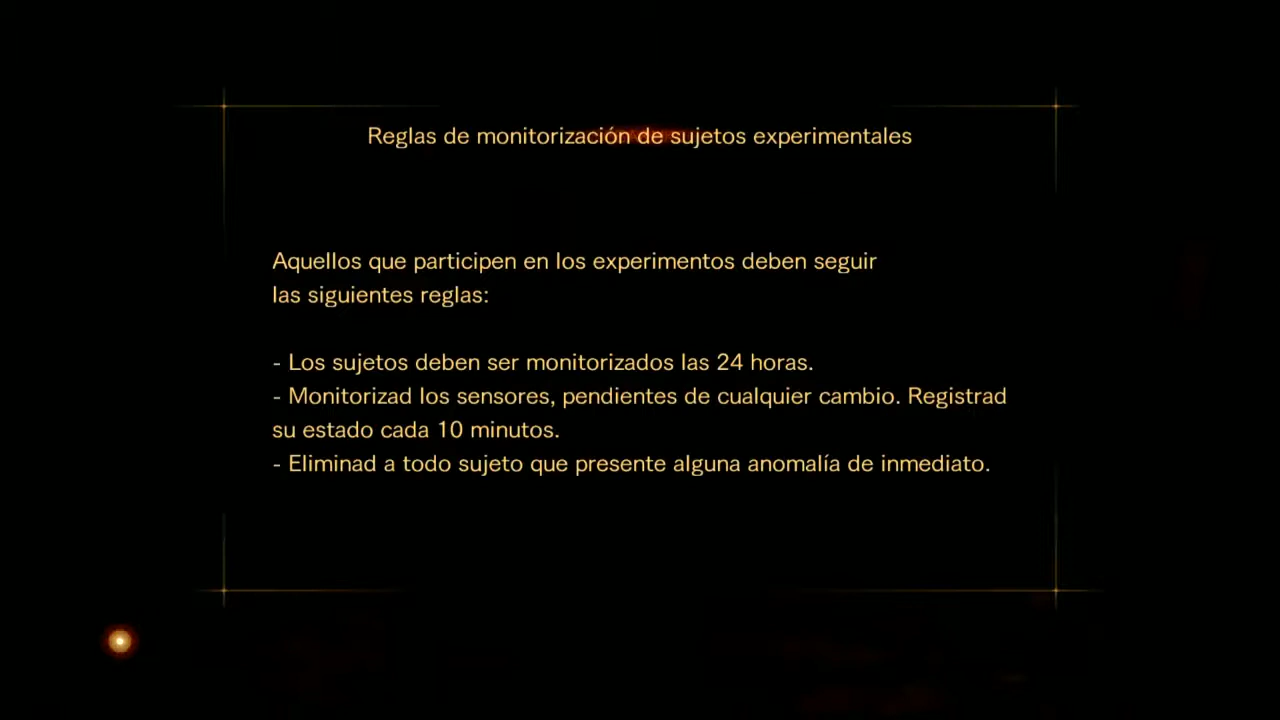 Reglas de monitorización de sujetos experimentales
Aquellos que participen en los experimentos deben seguir
las siguientes reglas:
- Los sujetos deben ser monitorizados las 24 horas.
- Monitorizad los sensores, pendientes de cualquier cambio. Registrad
su estado cada 10 minutos.
- Eliminad a todo sujeto que presente alguna anomalía de inmediato.